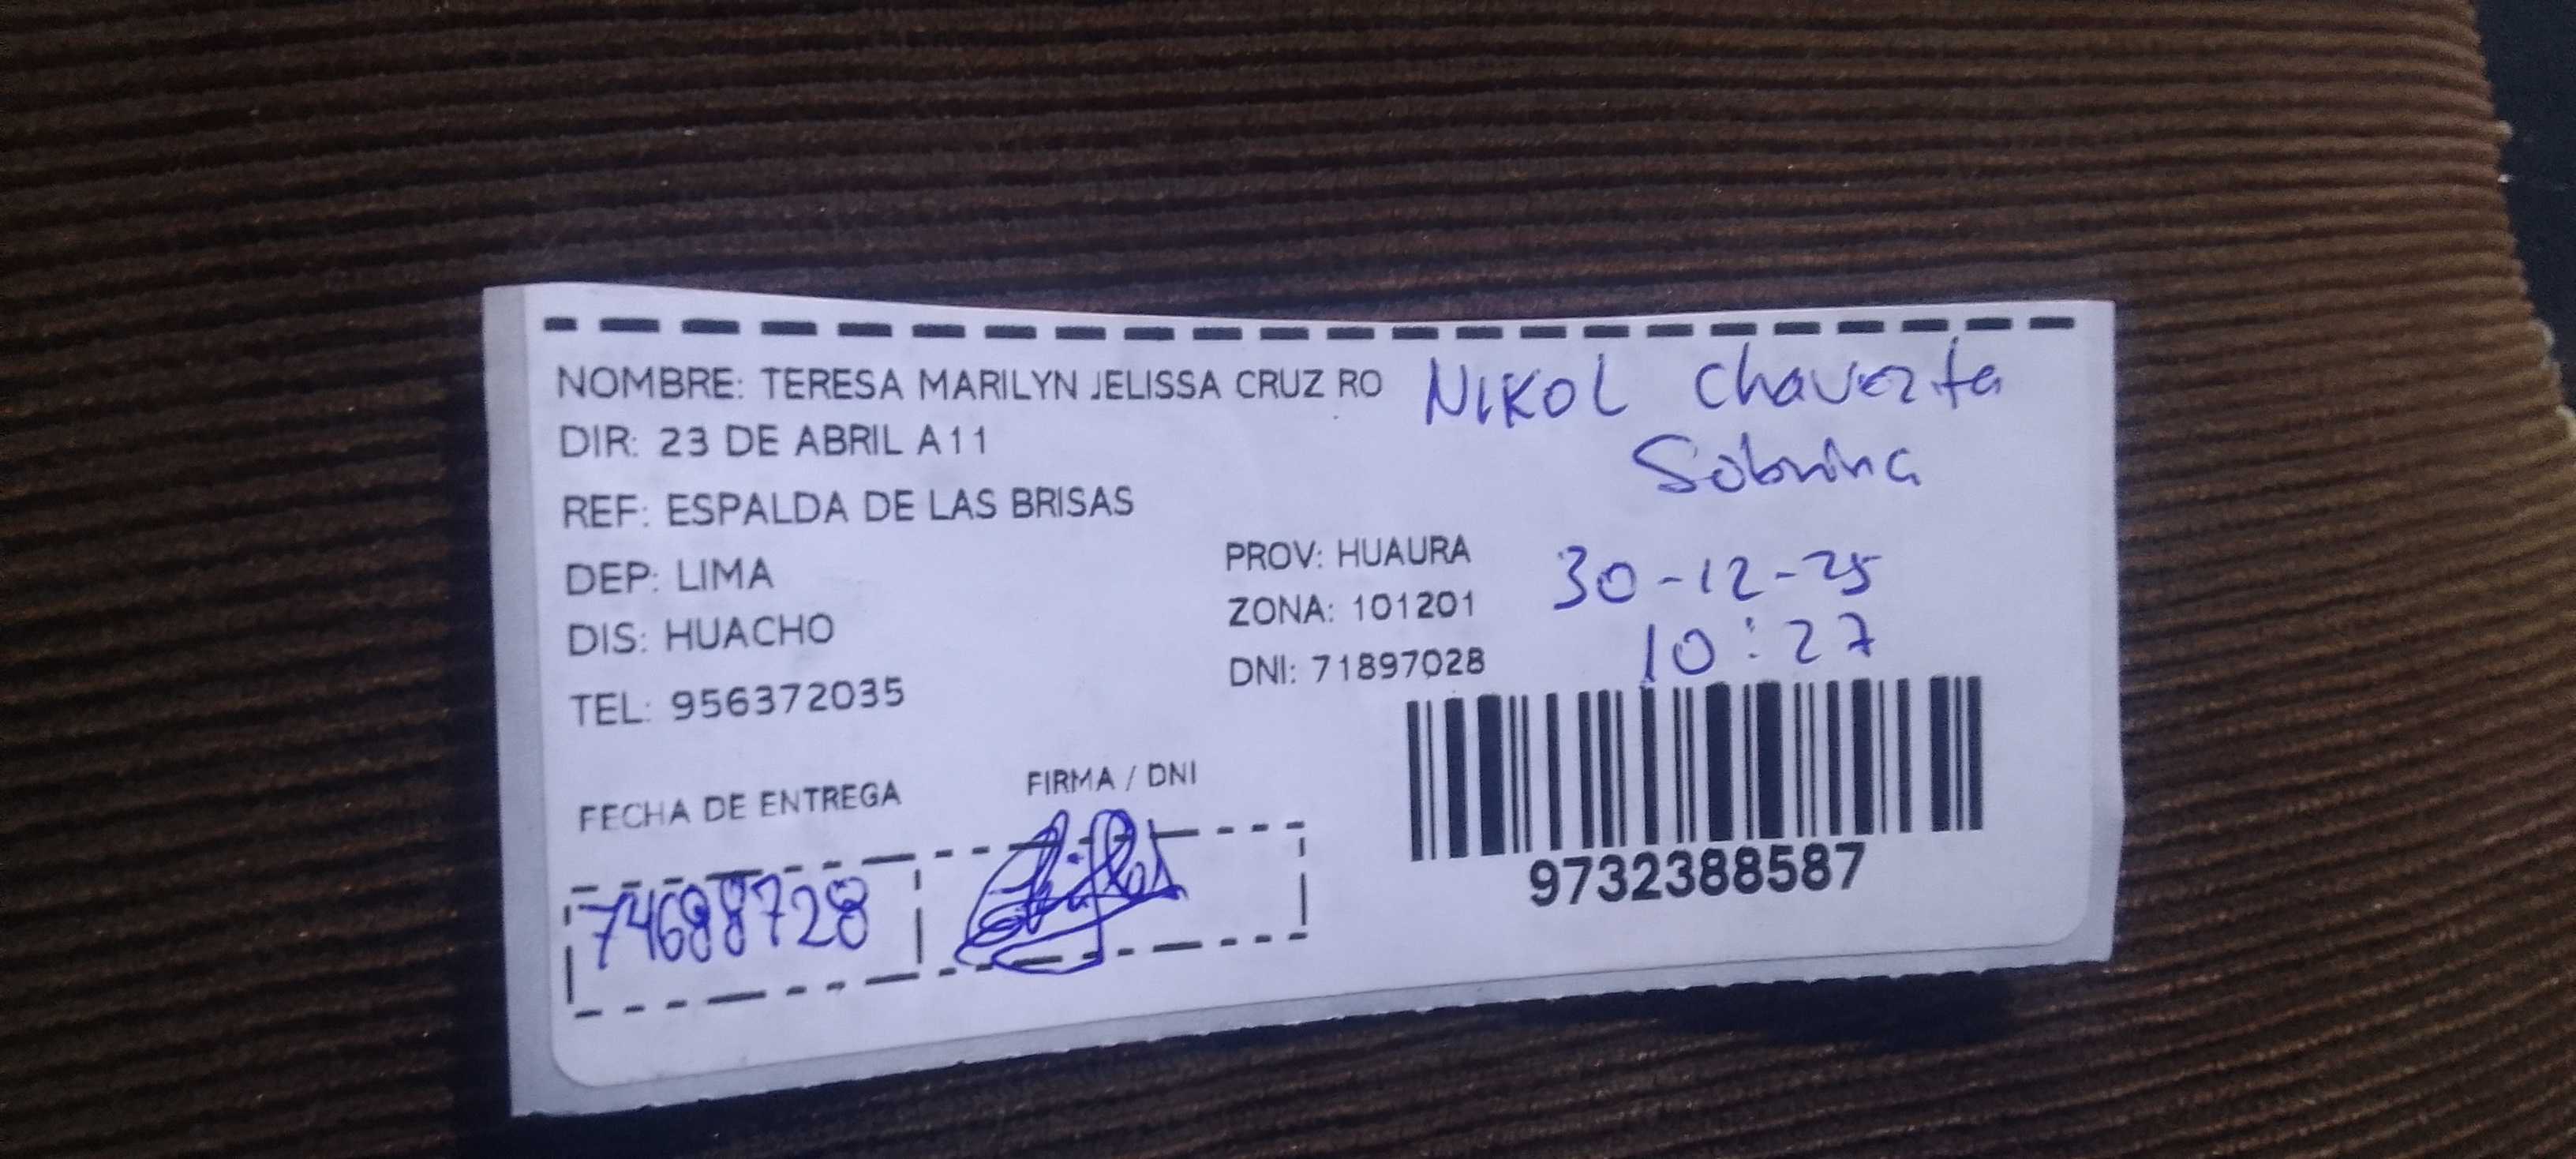 NOMBRE: TERESA MARILYN JELISSA CRUZ RO
NIKOL Chavezta
Sobrina
DIR: 23 DE ABRIL A11
REF: ESPALDA DE LAS BRISAS
DEP: LIMA
PROV: HUAURA
30-12-25
DIS: HUACHO
ZONA: 101201
10:27
TEL: 956372035
DNI: 71897028
FECHA DE ENTREGA
FIRMA / DNI
74688728
9732388587